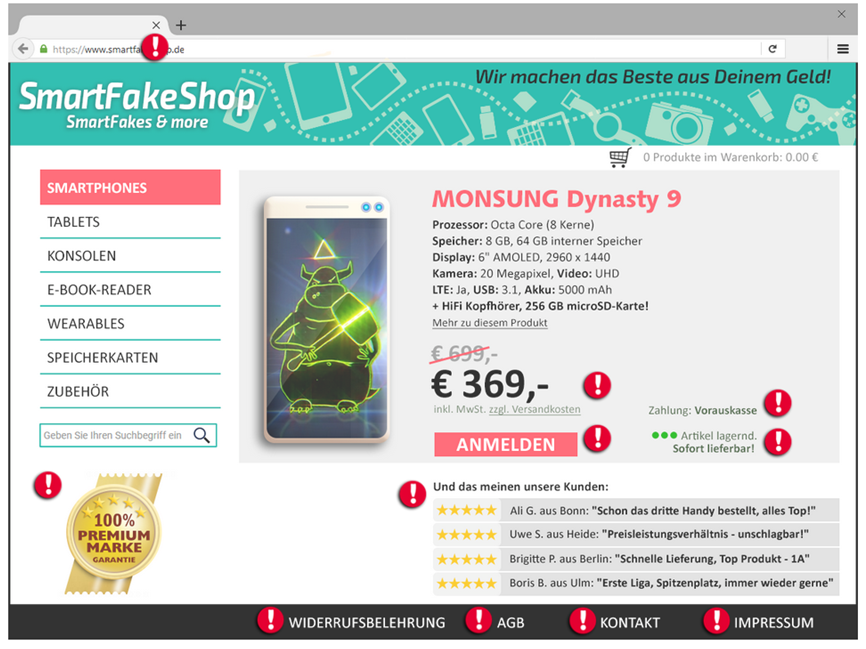 https://www.smartfa
.de
Wir machen das Beste aus Deinem Geld!
SmartFakeShop
SmartFakes & more
0 Produkte im Warenkorb: 0.00 €
SMARTPHONES
TABLETS
KONSOLEN
E-BOOK-READER
WEARABLES
SPEICHERKARTEN
ZUBEHÖR
Geben Sie Ihren Suchbegriff ein
MONSUNG Dynasty 9
Prozessor: Octa Core (8 Kerne)
Speicher: 8 GB, 64 GB interner Speicher
Display: 6" AMOLED, 2960 x 1440
Kamera: 20 Megapixel, Video: UHD
LTE: Ja, USB: 3.1, Akku: 5000 mAh
+ HiFi Kopfhörer, 256 GB microSD-Karte!
Mehr zu diesem Produkt
€ 699,-
€ 369,-
inkl. MwSt. zzgl. Versandkosten
ANMELDEN
Zahlung: Vorauskasse
Artikel lagernd.
Sofort lieferbar!
100%
PREMIUM
MARKE
GARANTIE
Und das meinen unsere Kunden:
Ali G. aus Bonn: "Schon das dritte Handy bestellt, alles Top!"
Uwe S. aus Heide: "Preisleistungsverhältnis - unschlagbar!"
Brigitte P. aus Berlin: "Schnelle Lieferung, Top Produkt - 1A"
Boris B. aus Ulm: "Erste Liga, Spitzenplatz, immer wieder gerne"
WIDERRUFSBELEHRUNG
AGB
KONTAKT
IMPRESSUM